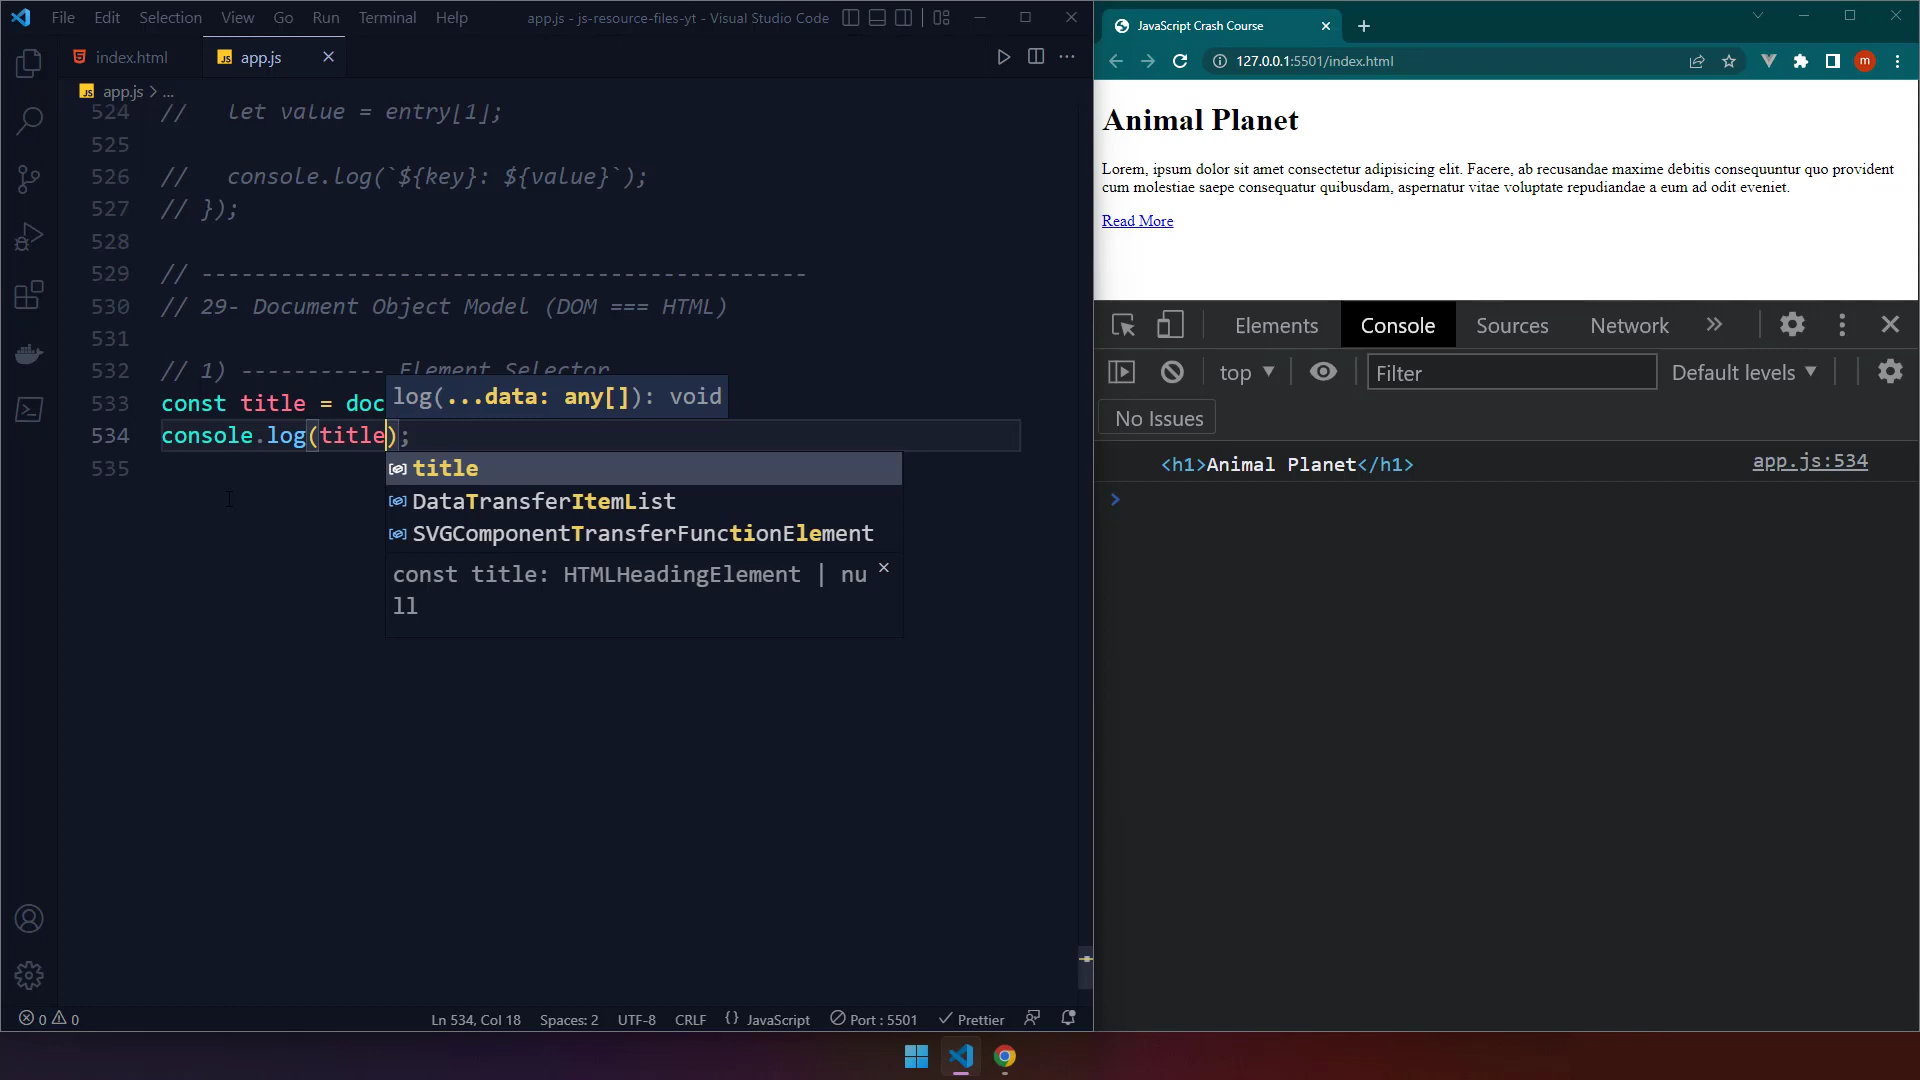 File Edit Selection View Go Run Terminal Help
app.js - js-resource-files-yt - Visual Studio Code
index.html
app.js
app.js > ...
524 //   let value = entry[1];
525
526 //   console.log(`${key}: ${value}`);
527 // });
528
529 // ----------------------------------------------
530 // 29- Document Object Model (DOM === HTML)
531
532 // 1) ----------- Element Selector
533 const title = doc
log(...data: any[]): void
534 console.log(title);
535
title
DataTransferItemList
SVGComponentTransferFunctionElement
const title: HTMLHeadingElement | nu
ll
0 0
Ln 534, Col 18
Spaces: 2
UTF-8
CRLF
{} JavaScript
Port : 5501
Prettier
JavaScript Crash Course
127.0.0.1:5501/index.html
m
Animal Planet
Lorem, ipsum dolor sit amet consectetur adipisicing elit. Facere, ab recusandae maxime debitis consequuntur quo provident
cum molestiae saepe consequatur quibusdam, aspernatur vitae voluptate repudiandae a eum ad odit eveniet.
Read More
Elements Console Sources Network
top
Filter
Default levels
No Issues
<h1>Animal Planet</h1> app.js:534
>